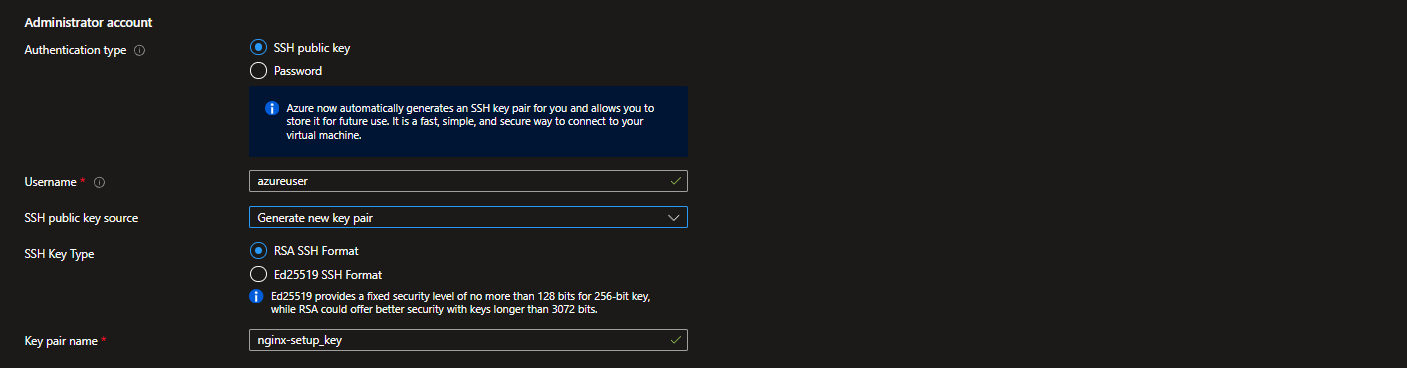 Administrator account
Authentication type
SSH public key
Password
Azure now automatically generates an SSH key pair for you and allows you to
store it for future use. It is a fast, simple, and secure way to connect to your
virtual machine.
Username *
azureuser
SSH public key source
Generate new key pair
SSH Key Type
RSA SSH Format
Ed25519 SSH Format
Ed25519 provides a fixed security level of no more than 128 bits for 256-bit key,
while RSA could offer better security with keys longer than 3072 bits.
Key pair name *
nginx-setup_key